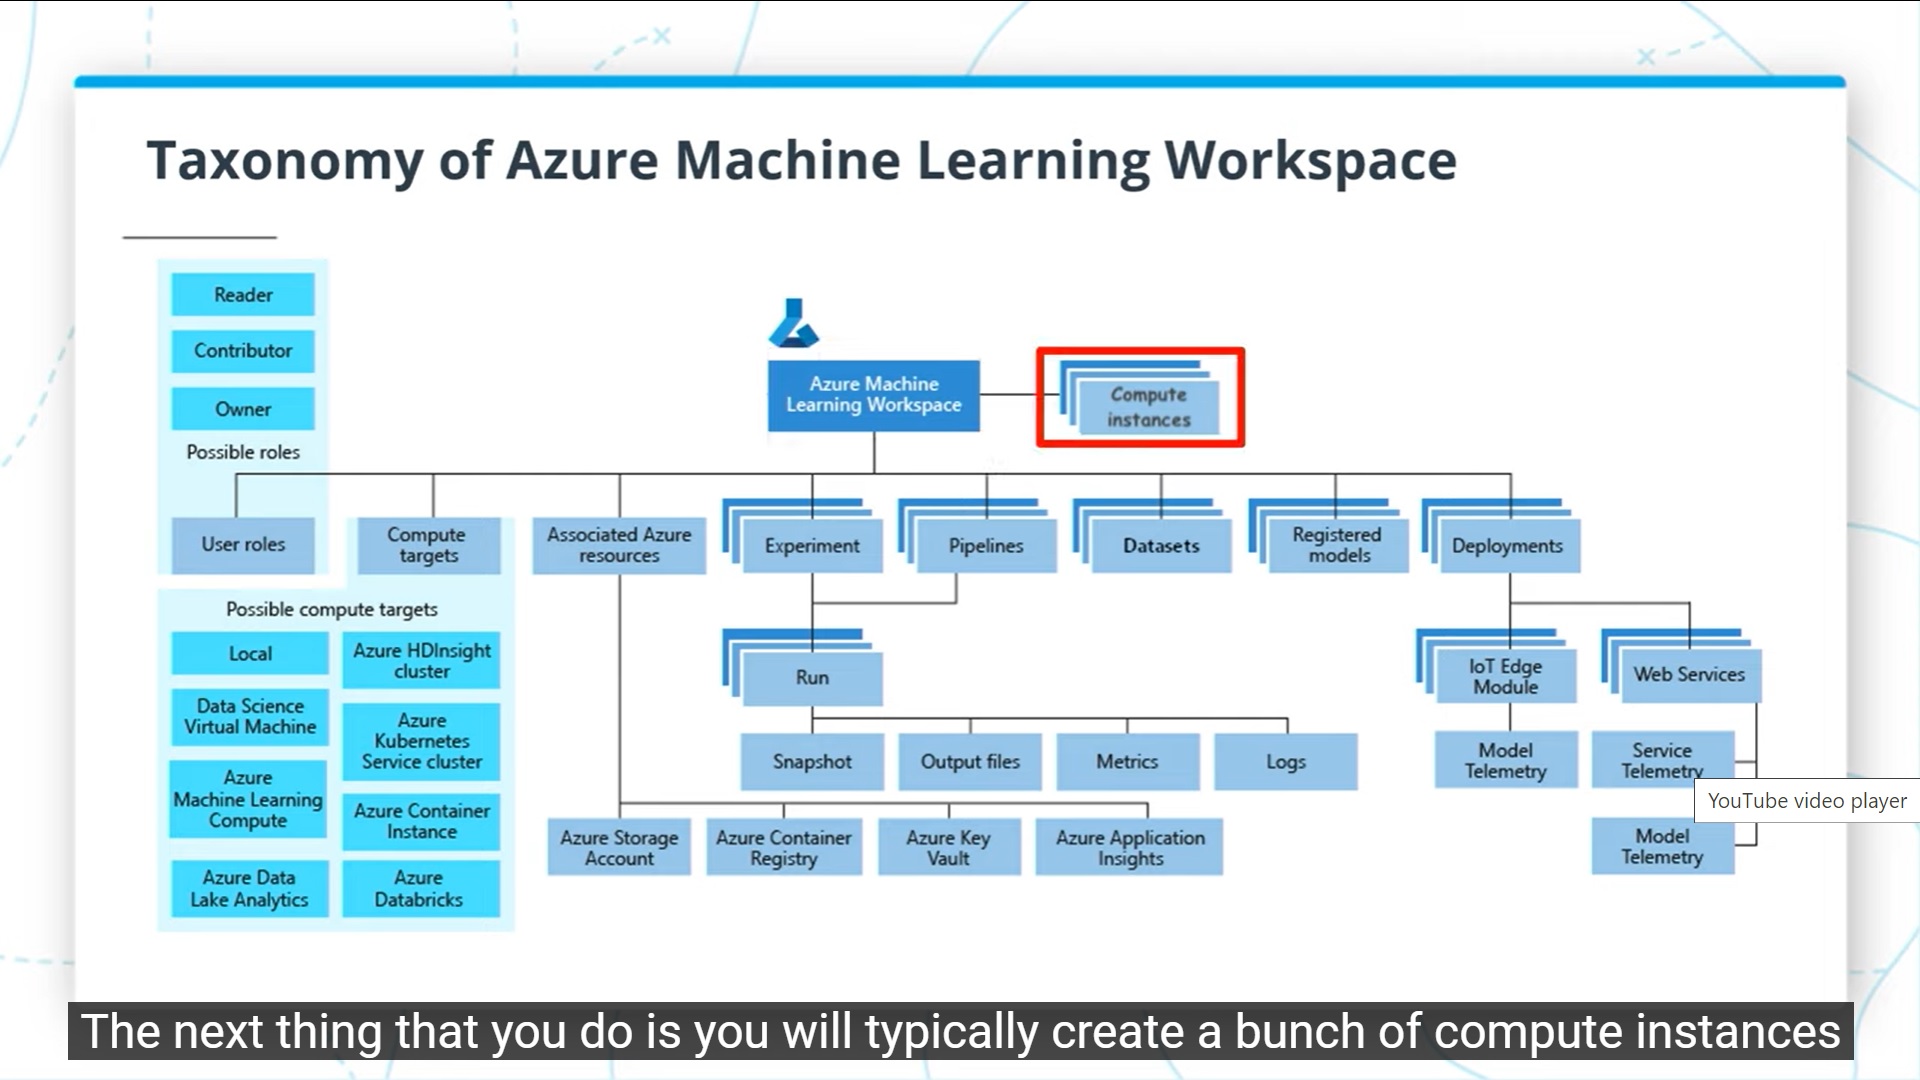 Taxonomy of Azure Machine Learning Workspace
Reader
Contributor
Owner
Possible roles
Azure Machine
Learning Workspace
Compute
instances
User roles
Compute
targets
Associated Azure
resources
Experiment
Pipelines
Datasets
Registered
models
Deployments
Possible compute targets
Local
Azure HDInsight
cluster
Data Science
Virtual Machine
Azure
Kubernetes
Service cluster
Azure
Machine Learning
Compute
Azure Container
Instance
Azure Data
Lake Analytics
Azure
Databricks
Run
IoT Edge
Module
Web Services
Snapshot
Output files
Metrics
Logs
Model
Telemetry
Service
Telemetry
YouTube video player
Azure Storage
Account
Azure Container
Registry
Azure Key
Vault
Azure Application
Insights
Model
Telemetry
The next thing that you do is you will typically create a bunch of compute instances